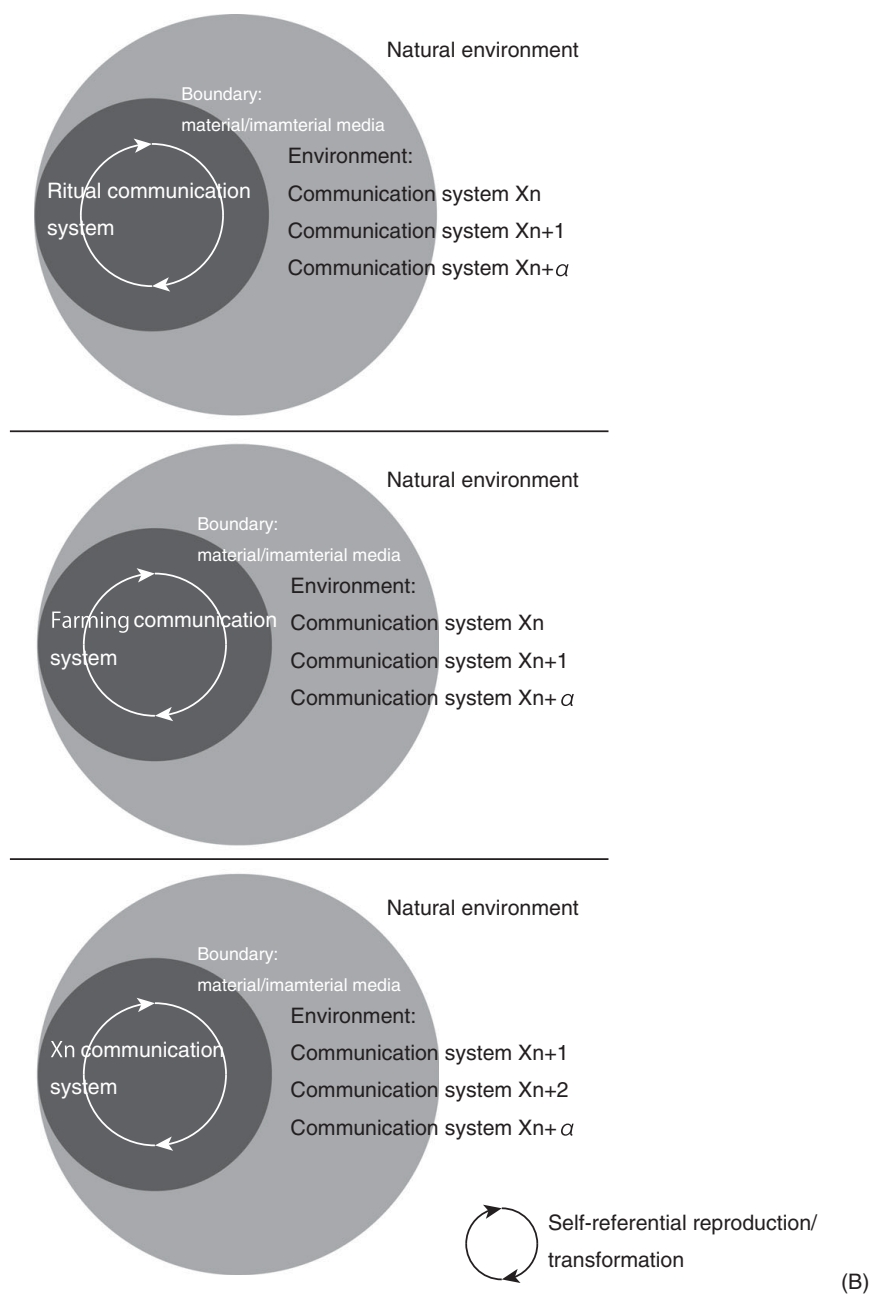 Natural environment
Boundary:
material/imamterial media
Environment:
Ritual communication
system
Communication system Xn
Communication system Xn+1
Communication system Xn+α
Natural environment
Boundary:
material/imamterial media
Environment:
Farming communication
system
Communication system Xn
Communication system Xn+1
Communication system Xn+α
Natural environment
Boundary:
material/imamterial media
Environment:
Xn communication
system
Communication system Xn+1
Communication system Xn+2
Communication system Xn+α
Self-referential reproduction/
transformation
(B)